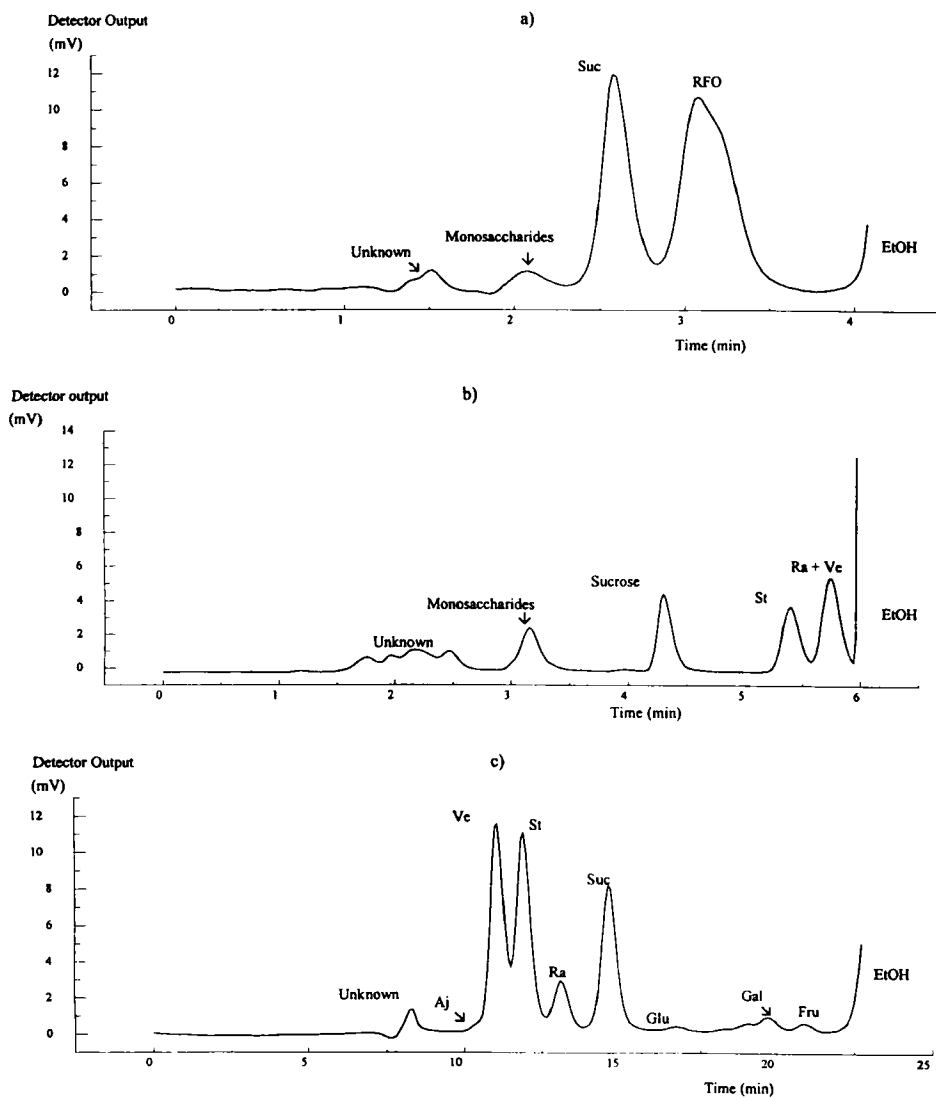 Detector Output
(mV)
a)
12
10
8
6
4
2
0
Suc
RFO
Monosaccharides
Unknown
EtOH
0 1 2 3 4
Time (min)
Detector output
(mV)
b)
14
12
10
8
6
4
2
0
Ra + Ve
Sucrose
St
Monosaccharides
Unknown
EtOH
0 1 2 3 4 5 6
Time (min)
Detector Output
(mV)
c)
12
10
8
6
4
2
0
Ve
St
Suc
Ra
Unknown
Aj
Glu
Gal
Fru
EtOH
0 5 10 15 20 25
Time (min)